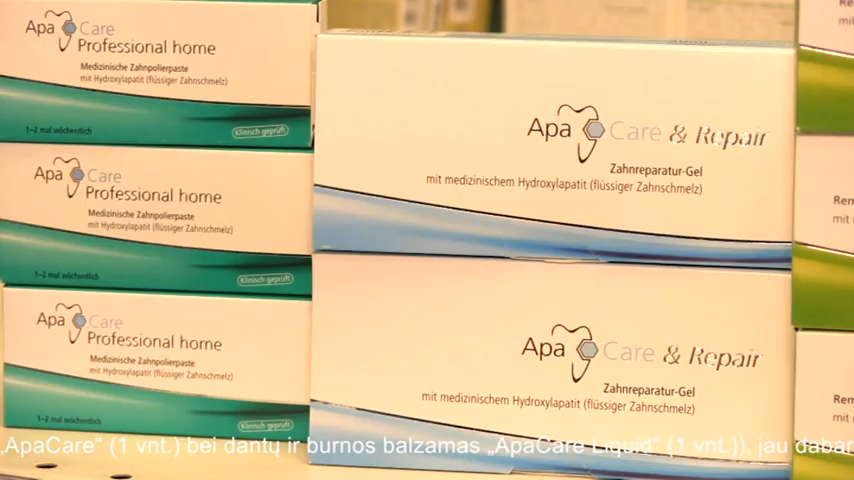 Apa Care
Professional home
Medizinische Zahnpolierpaste
mit Hydroxylapatit (flüssiger Zahnschmelz)
1-2 mal wöchentlich
Klinisch geprüft
Apa Care
Professional home
Medizinische Zahnpolierpaste
mit Hydroxylapatit (flüssiger Zahnschmelz)
1-2 mal wöchentlich
Klinisch geprüft
Apa Care
Professional home
Medizinische Zahnpolierpaste
mit Hydroxylapatit (flüssiger Zahnschmelz)
1-2 mal wöchentlich
Klinisch geprüft
Apa Care & Repair
Zahnreparatur-Gel
mit medizinischem Hydroxylapatit (flüssiger Zahnschmelz)
Apa Care & Repair
Zahnreparatur-Gel
mit medizinischem Hydroxylapatit (flüssiger Zahnschmelz)
Rem
mit
Rem
mit
„ApaCare“ (1 vnt.) bei dantų ir burnos balzamas „ApaCare Liquid“ (1 vnt.)), jau dabar